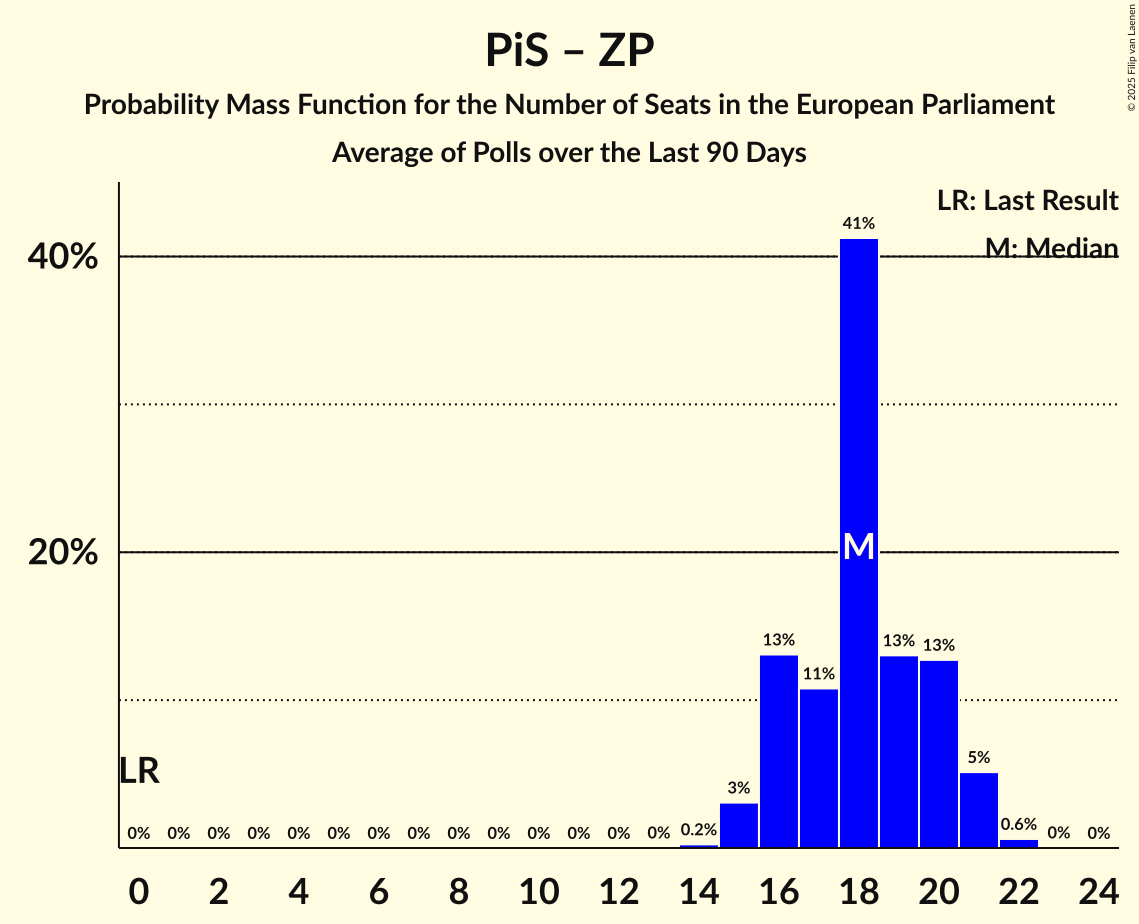 PiS – ZP
Probability Mass Function for the Number of Seats in the European Parliament
Average of Polls over the Last 90 Days
© 2025 Filip van Laenen
LR: Last Result
M: Median
40%
20%
41%
M
13%
11%
13%
13%
5%
3%
LR
0% 0% 0% 0% 0% 0% 0% 0% 0% 0% 0% 0% 0% 0% 0.2% 0.6% 0% 0%
0 2 4 6 8 10 12 14 16 18 20 22 24